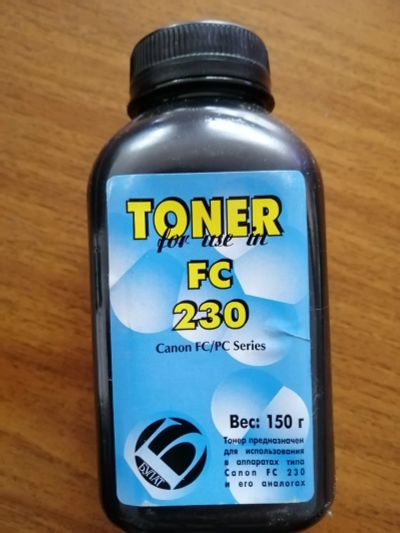 TONER
for use in
FC
230
Canon FC/PC Series
Вес: 150 г
Тонер предназначен
для использования
в аппаратах типа
Canon FC 230
и его аналогах
БУЛАТ